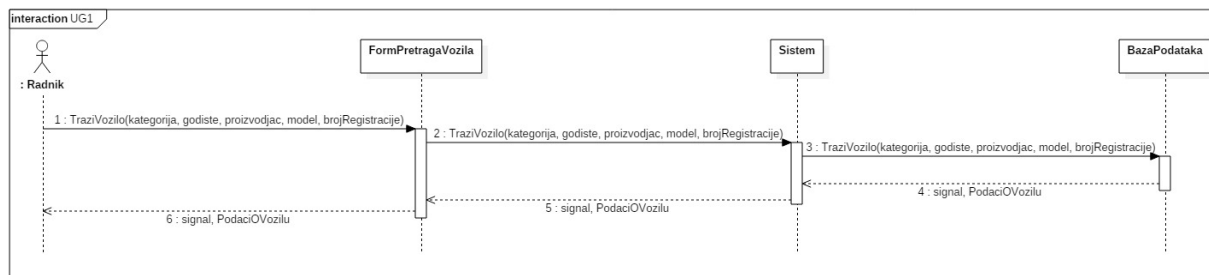 interaction UG1
: Radnik
FormPretragaVozila
Sistem
BazaPodataka
1 : TraziVozilo(kategorija, godiste, proizvodjac, model, brojRegistracije)
2 : TraziVozilo(kategorija, godiste, proizvodjac, model, brojRegistracije)
3 : TraziVozilo(kategorija, godiste, proizvodjac, model, brojRegistracije)
4 : signal, PodaciOVozilu
5 : signal, PodaciOVozilu
6 : signal, PodaciOVozilu